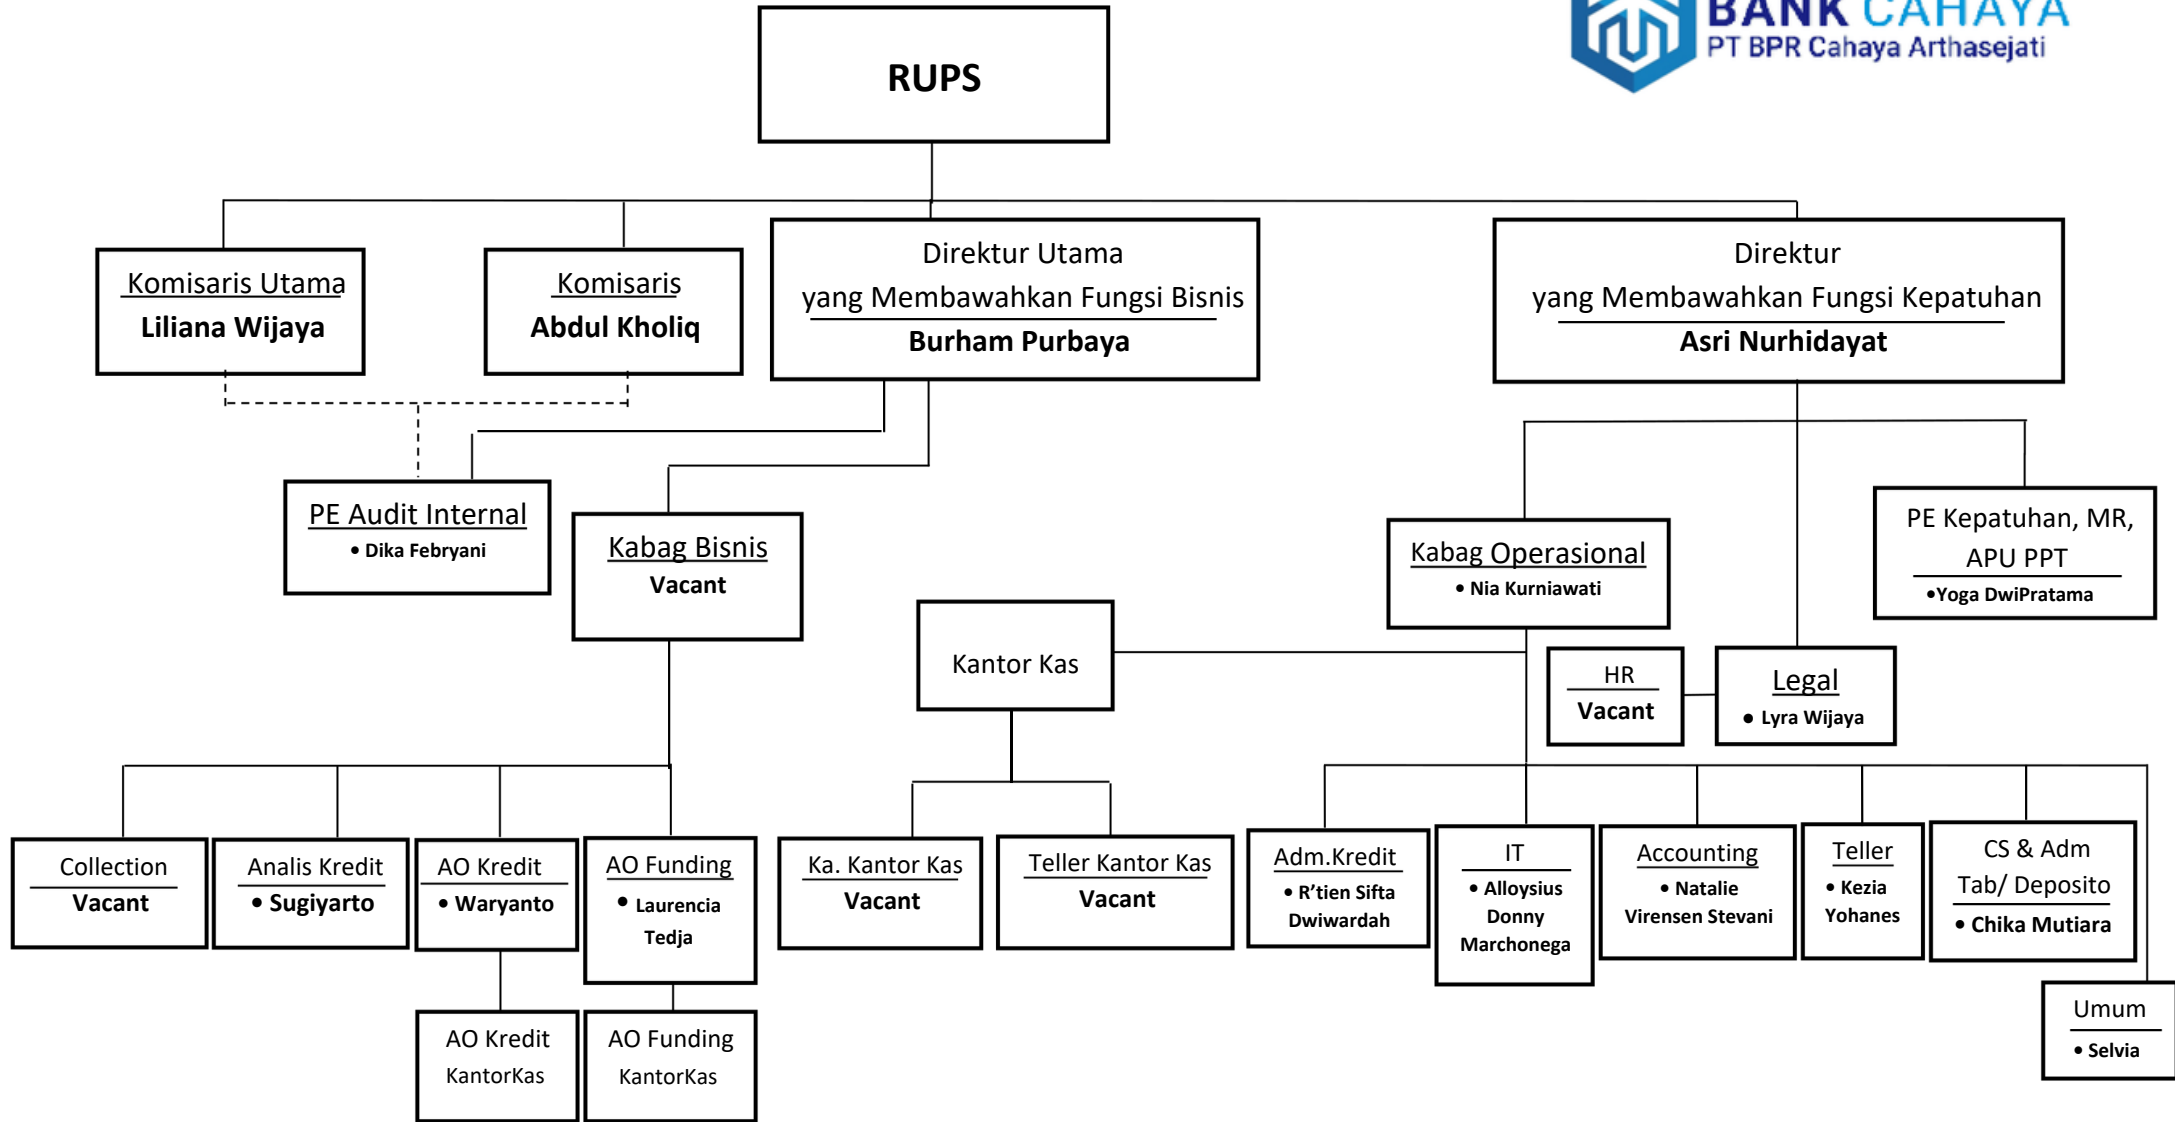 BANK CAHAYA
PT BPR Cahaya Arthasejati
RUPS
Komisaris Utama
Liliana Wijaya
Komisaris
Abdul Kholiq
Direktur Utama
yang Membawahkan Fungsi Bisnis
Burham Purbaya
Direktur
yang Membawahkan Fungsi Kepatuhan
Asri Nurhidayat
PE Audit Internal
• Dika Febryani
Kabag Bisnis
Vacant
Kabag Operasional
• Nia Kurniawati
PE Kepatuhan, MR,
APU PPT
•Yoga DwiPratama
Kantor Kas
HR
Vacant
Legal
• Lyra Wijaya
Collection
Vacant
Analis Kredit
• Sugiyarto
AO Kredit
• Waryanto
AO Funding
• Laurencia
Tedja
Ka. Kantor Kas
Vacant
Teller Kantor Kas
Vacant
Adm.Kredit
• R'tien Sifta
Dwiwardah
IT
• Alloysius
Donny
Marchonega
Accounting
• Natalie
Virensen Stevani
Teller
• Kezia
Yohanes
CS & Adm
Tab/ Deposito
• Chika Mutiara
AO Kredit
KantorKas
AO Funding
KantorKas
Umum
• Selvia